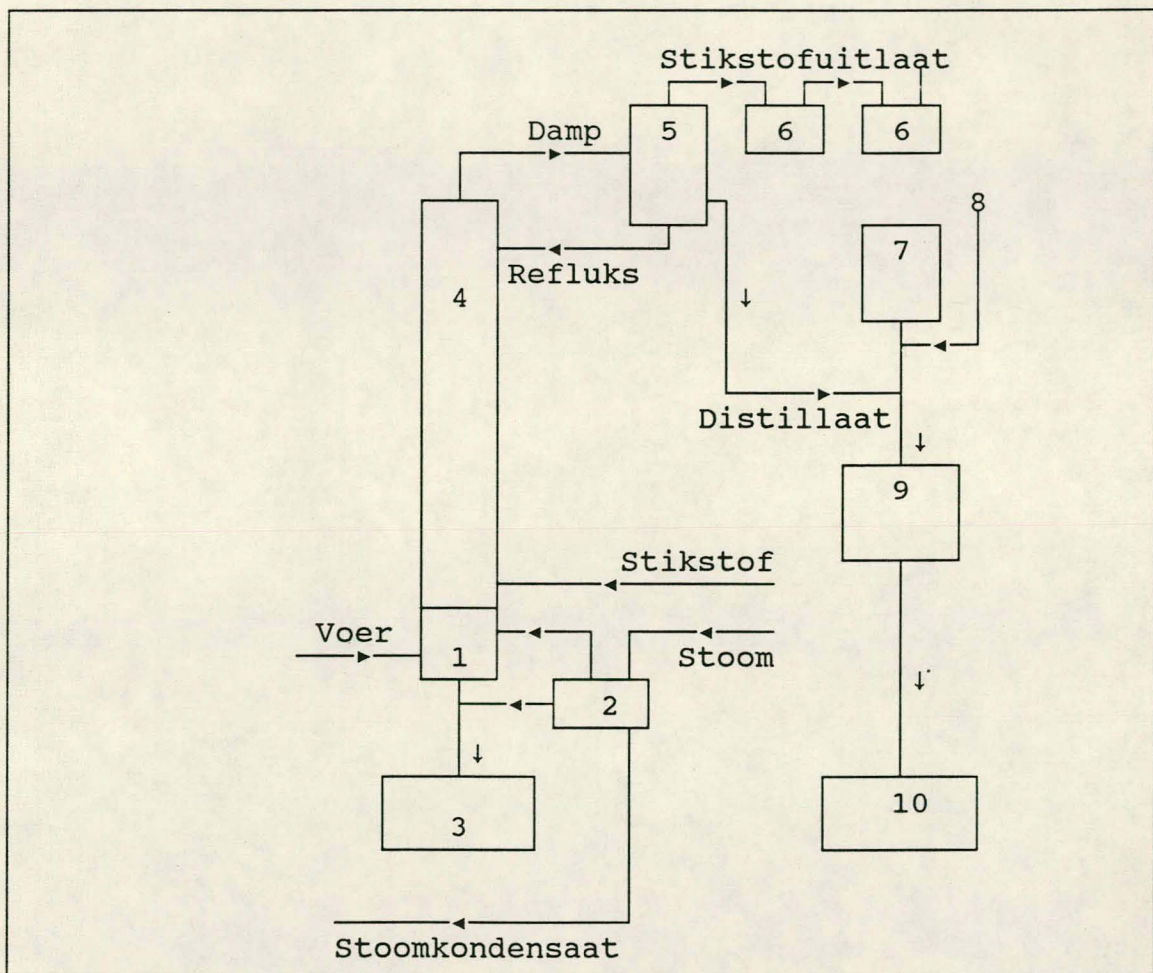 Stikstofuitlaat
5
6
6
Damp
8
7
Refluks
4
↓
Distillaat
↓
9
Stikstof
Voer
1
Stoom
2
↓
↓
3
10
Stoomkondensaat